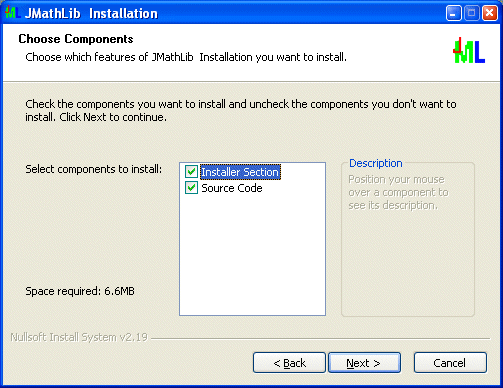 JMathLib Installation
Choose Components
Choose which features of JMathLib Installation you want to install.
ML
Check the components you want to install and uncheck the components you don't want to
install. Click Next to continue.
Select components to install:
Installer Section
Source Code
Description
Position your mouse
over a component to
see its description.
Space required: 6.6MB
Nullsoft Install System v2.19
< Back
Next >
Cancel